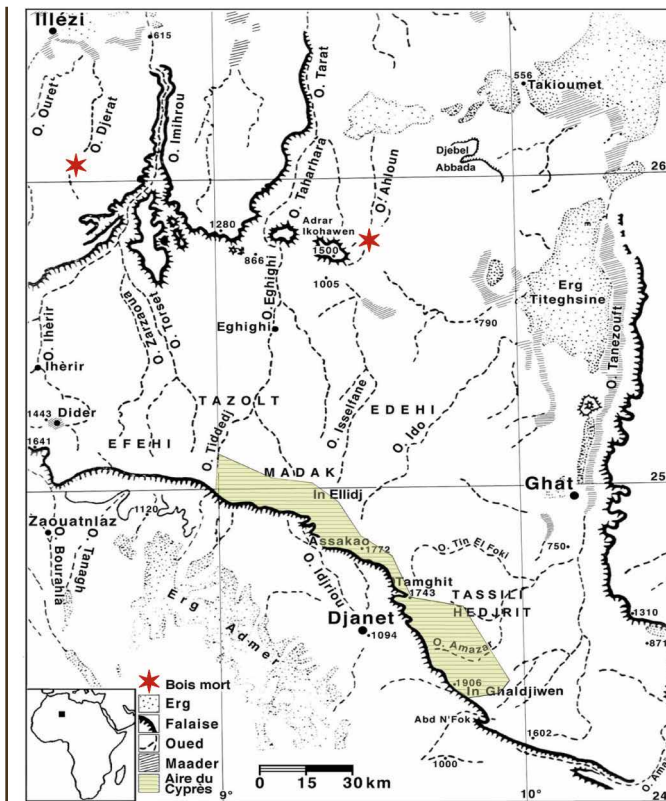 Illézi
615
O. Ouret
O. Djerat
O. Imihrou
O. Tarat
556
Takioumet
Djebel
Abbada
26
O. Taharhara
O. Ahloun
Adrar
Ikohawen
1280
866
1500
1005
Erg
Titeghsine
O. Tanezouft
790
O. Ihèrir
O. Zarzaoua
O. Torset
O. Eghighi
Eghighi
Ihèrir
TAZOLT
O. Isseifane
EDEHI
O. Ido
1443
Dider
1641
EFEHI
O. Tiddedj
MADAK
25
In Ellidj
Ghat
1120
Zaouatnlaz
O. Bourahla
O. Tanagh
Assakao
1772
O. Tin El Foki
750
O. Idjriou
Tamghit
1743
TASSILI
HEDJRIT
1310
871
Erg Admer
Djanet
1094
O. Amazar
1906
In Ghaldjiwen
Abd N'Fok
1602
1000
Bois mort
Erg
Falaise
Oued
Maader
Aire du
Cyprès
0 15 30 km
9°
10°
24